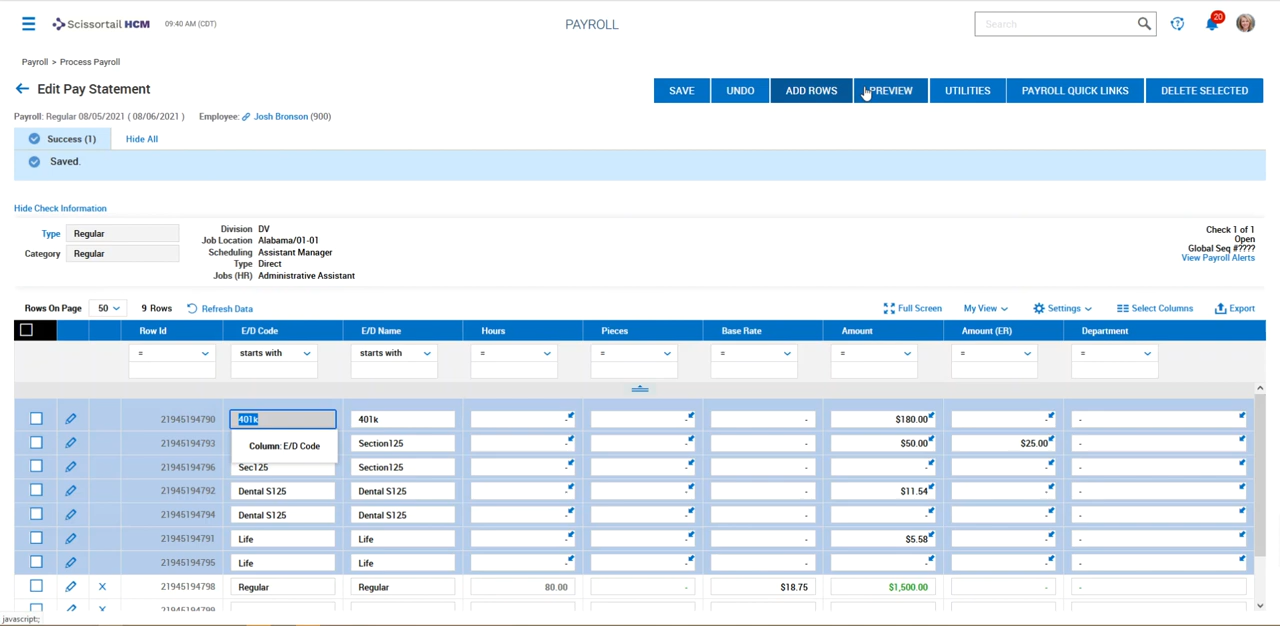 Scissortail HCM 09:40 AM (CDT) PAYROLL Search 20
Payroll > Process Payroll
Edit Pay Statement SAVE UNDO ADD ROWS PREVIEW UTILITIES PAYROLL QUICK LINKS DELETE SELECTED
Payroll: Regular 08/05/2021 ( 08/06/2021 ) Employee: Josh Bronson (900)
Success (1) Hide All
Saved.
Hide Check Information
Type Regular
Category Regular
Division DV
Job Location Alabama/01-01
Scheduling Assistant Manager
Type Direct
Jobs (HR) Administrative Assistant
Check 1 of 1
Open
Global Seq #????
View Payroll Alerts
Rows On Page 50 9 Rows Refresh Data Full Screen My View Settings Select Columns Export
Row Id E/D Code E/D Name Hours Pieces Base Rate Amount Amount (ER) Department
= starts with starts with = = = = = =
21945194790 401k 401k - - - $180.00 - -
21945194793 Section125 - - - $50.00 $25.00 -
Column: E/D Code
21945194796 Sec125 Section125 - - - - - -
21945194792 Dental S125 Dental S125 - - - $11.54 - -
21945194794 Dental S125 Dental S125 - - - - - -
21945194791 Life Life - - - $5.58 - -
21945194795 Life Life - - - - - -
X 21945194798 Regular Regular 80.00 - $18.75 $1,500.00 - -
X 21945194799
javascript:;